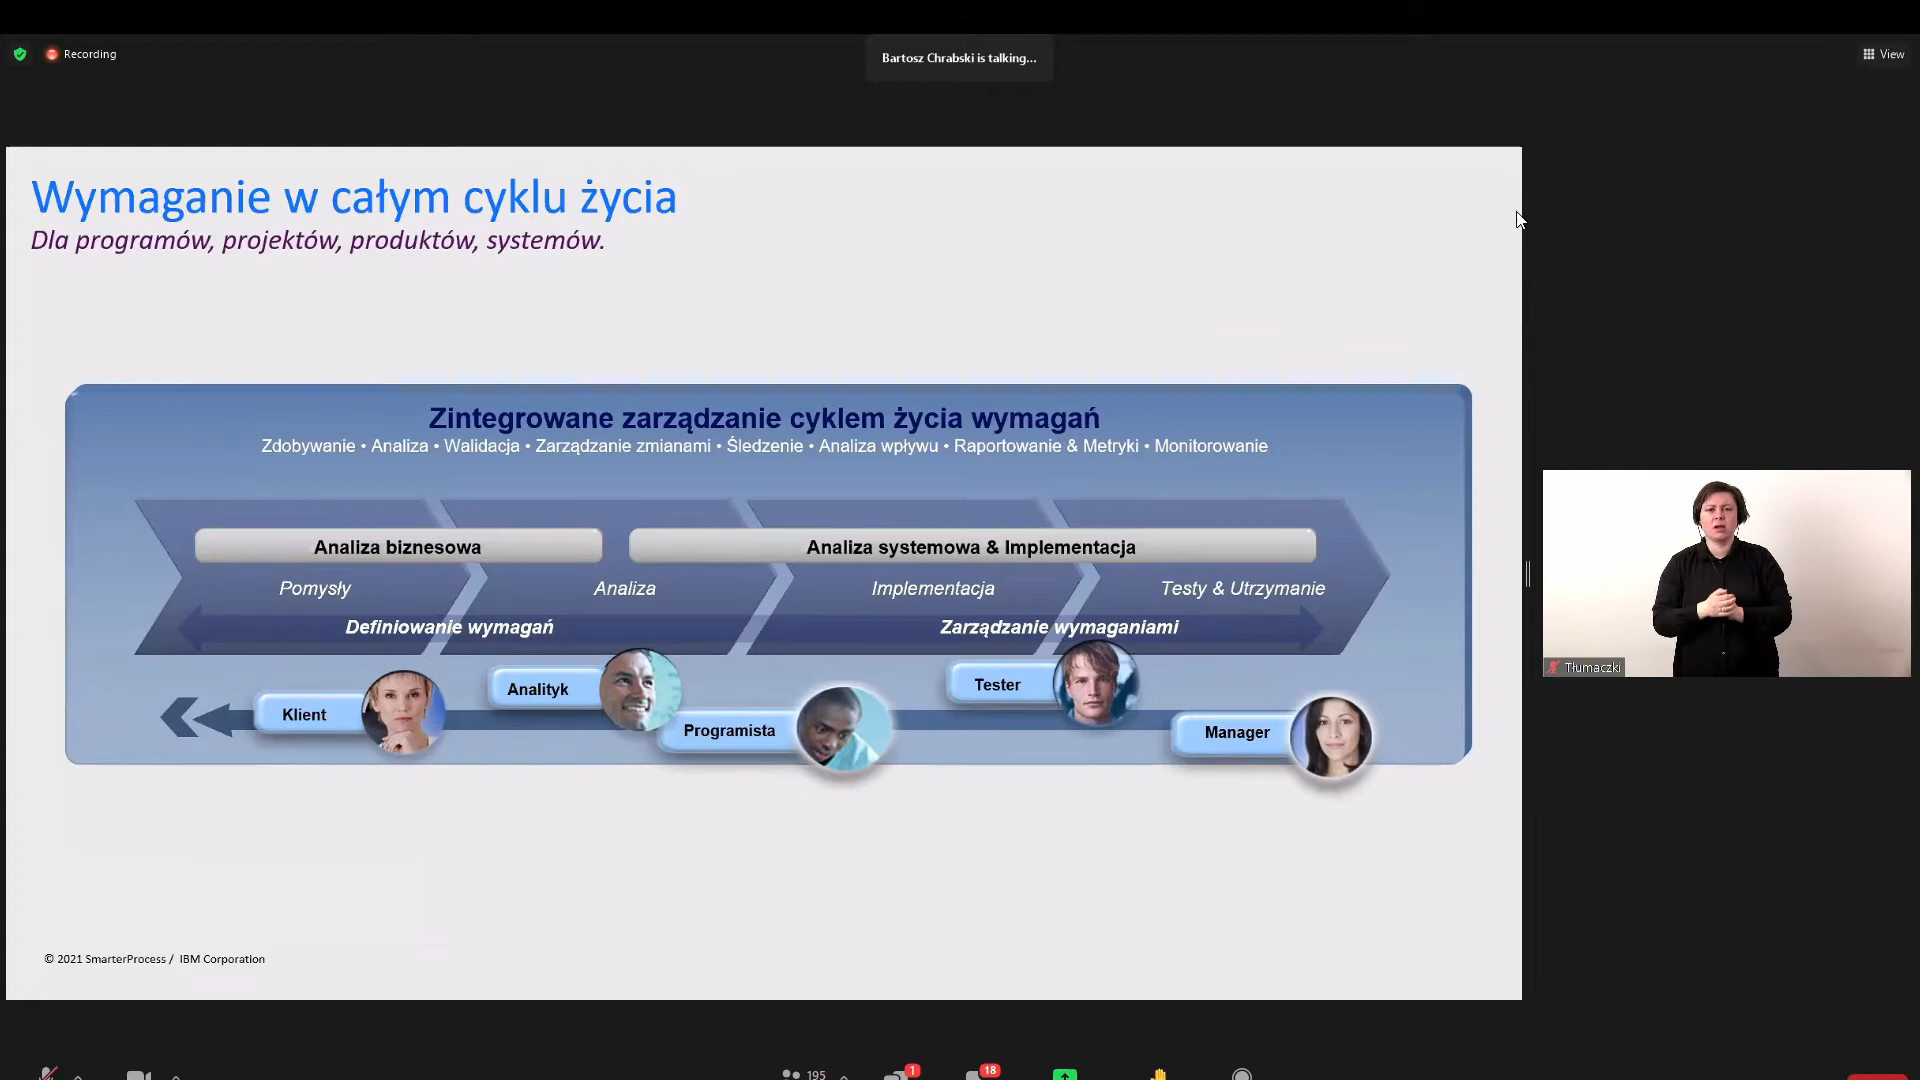 Recording
Bartosz Chrabski is talking...
View
Wymaganie w całym cyklu życia
Dla programów, projektów, produktów, systemów.
Zintegrowane zarządzanie cyklem życia wymagań
Zdobywanie • Analiza • Walidacja • Zarządzanie zmianami • Śledzenie • Analiza wpływu • Raportowanie & Metryki • Monitorowanie
Analiza biznesowa
Analiza systemowa & Implementacja
Pomysły
Analiza
Implementacja
Testy & Utrzymanie
Definiowanie wymagań
Zarządzanie wymaganiami
Klient
Analityk
Programista
Tester
Manager
Tłumaczki
© 2021 SmarterProcess / IBM Corporation
195
1
18